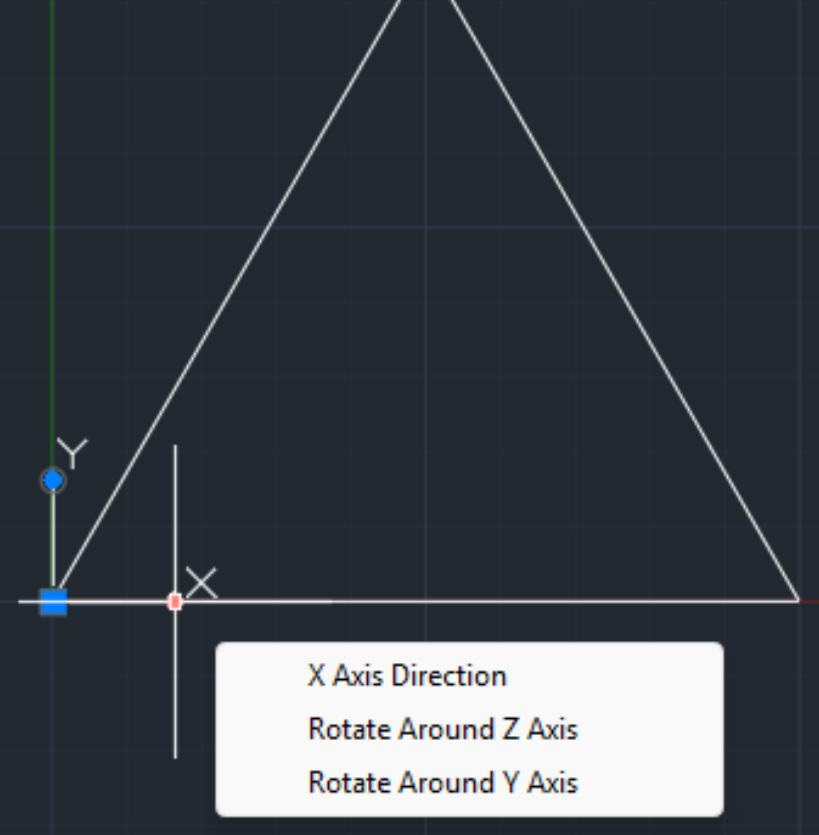 Y
X
X Axis Direction
Rotate Around Z Axis
Rotate Around Y Axis